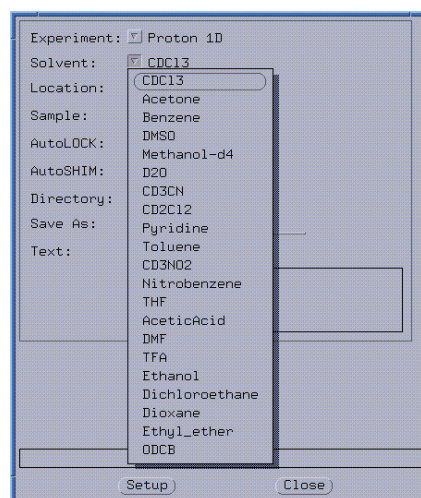 Experiment: Proton 1D
Solvent: CDCl3
Location:
Sample:
AutoLOCK:
AutoSHIM:
Directory:
Save As:
Text:
CDCl3
Acetone
Benzene
DMSO
Methanol-d4
D2O
CD3CN
CD2Cl2
Pyridine
Toluene
CD3NO2
Nitrobenzene
THF
AceticAcid
DMF
TFA
Ethanol
Dichloroethane
Dioxane
Ethyl_ether
ODCB
Setup
Close